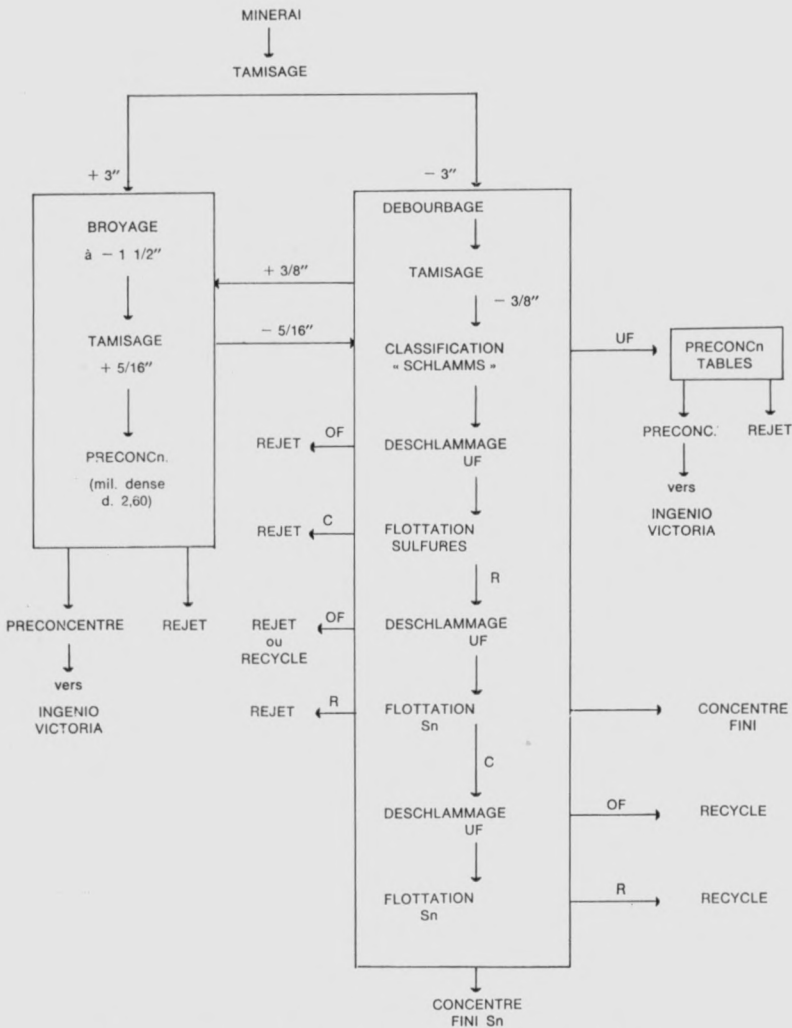 MINERAI
TAMISAGE
+ 3"
− 3"
BROYAGE
à − 1 1/2"
TAMISAGE
+ 5/16"
PRECONCn.
(mil. dense
d. 2,60)
PRECONCENTRE
REJET
vers
INGENIO
VICTORIA
+ 3/8"
− 5/16"
DEBOURBAGE
TAMISAGE
− 3/8"
CLASSIFICATION
« SCHLAMMS »
UF
PRECONCn
TABLES
PRECONC.
REJET
vers
INGENIO
VICTORIA
REJET
OF
DESCHLAMMAGE
UF
REJET
C
FLOTTATION
SULFURES
R
REJET
ou
RECYCLE
OF
DESCHLAMMAGE
UF
REJET
R
FLOTTATION
Sn
CONCENTRE
FINI
C
DESCHLAMMAGE
UF
OF
RECYCLE
FLOTTATION
Sn
R
RECYCLE
CONCENTRE
FINI Sn